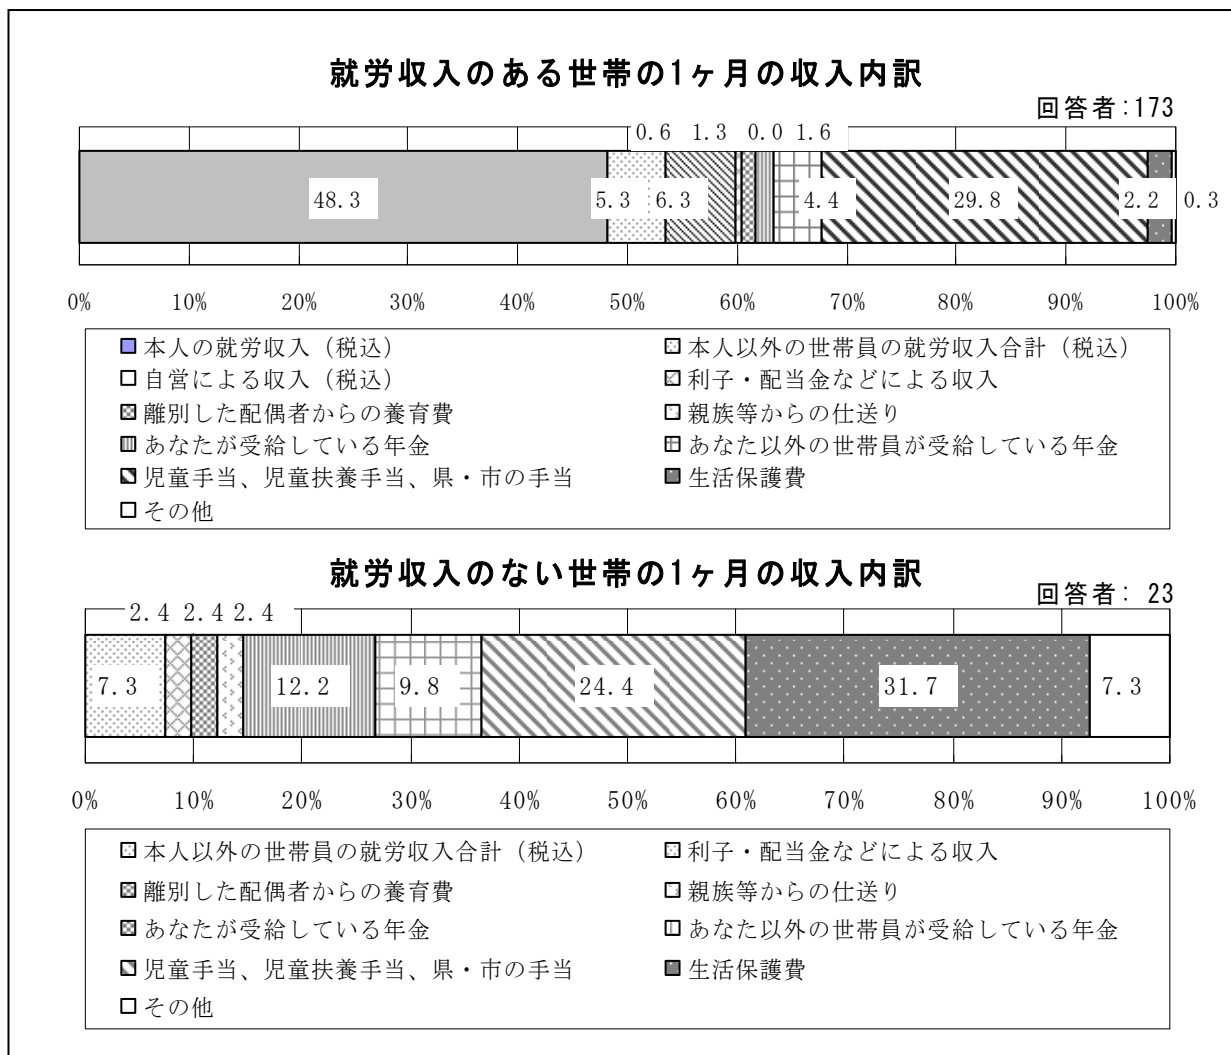 就労収入のある世帯の1ヶ月の収入内訳
回答者:173
0.6 1.3 0.0 1.6
48.3 5.3 6.3 4.4 29.8 2.2 0.3
0% 10% 20% 30% 40% 50% 60% 70% 80% 90% 100%
本人の就労収入（税込） 本人以外の世帯員の就労収入合計（税込）
自営による収入（税込） 利子・配当金などによる収入
離別した配偶者からの養育費 親族等からの仕送り
あなたが受給している年金 あなた以外の世帯員が受給している年金
児童手当、児童扶養手当、県・市の手当 生活保護費
その他
就労収入のない世帯の1ヶ月の収入内訳
回答者: 23
2.4 2.4 2.4
7.3 12.2 9.8 24.4 31.7 7.3
0% 10% 20% 30% 40% 50% 60% 70% 80% 90% 100%
本人以外の世帯員の就労収入合計（税込） 利子・配当金などによる収入
離別した配偶者からの養育費 親族等からの仕送り
あなたが受給している年金 あなた以外の世帯員が受給している年金
児童手当、児童扶養手当、県・市の手当 生活保護費
その他